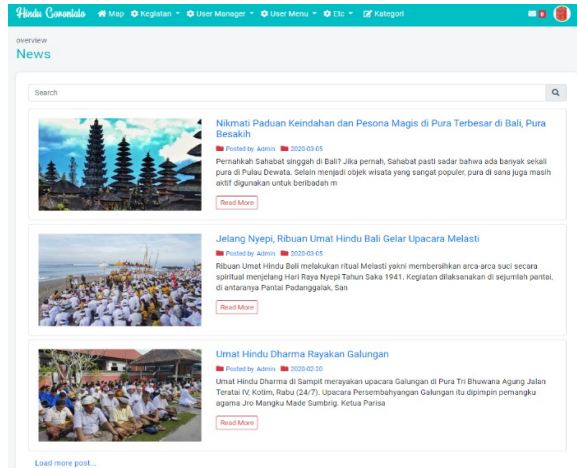 Hindu Gorontalo Map Kegiatan User Manager User Menu Etc Kategori 0
overview
News
Search
Nikmati Paduan Keindahan dan Pesona Magis di Pura Terbesar di Bali, Pura
Besakih
Posted by. Admin 2020-03-05
Pernahkah Sahabat singgah di Bali? Jika pernah, Sahabat pasti sadar bahwa ada banyak sekali
pura di Pulau Dewata. Selain menjadi objek wisata yang sangat populer, pura di sana juga masih
aktif digunakan untuk beribadah m
Read More
Jelang Nyepi, Ribuan Umat Hindu Bali Gelar Upacara Melasti
Posted by. Admin 2020-03-05
Ribuan Umat Hindu Bali melakukan ritual Melasti yakni membersihkan arca-arca suci secara
spiritual menjelang Hari Raya Nyepi Tahun Saka 1941. Kegiatan dilaksanakan di sejumlah pantai,
di antaranya Pantai Padanggalak, San
Read More
Umat Hindu Dharma Rayakan Galungan
Posted by. Admin 2020-02-20
Umat Hindu Dharma di Sampit merayakan upacara Galungan di Pura Tri Bhuwana Agung Jalan
Teratai IV, Kotim, Rabu (24/7). Upacara Persembahyangan Galungan itu dipimpin pemangku
agama Jro Mangku Made Sumbrig. Ketua Parisa
Read More
Load more post...